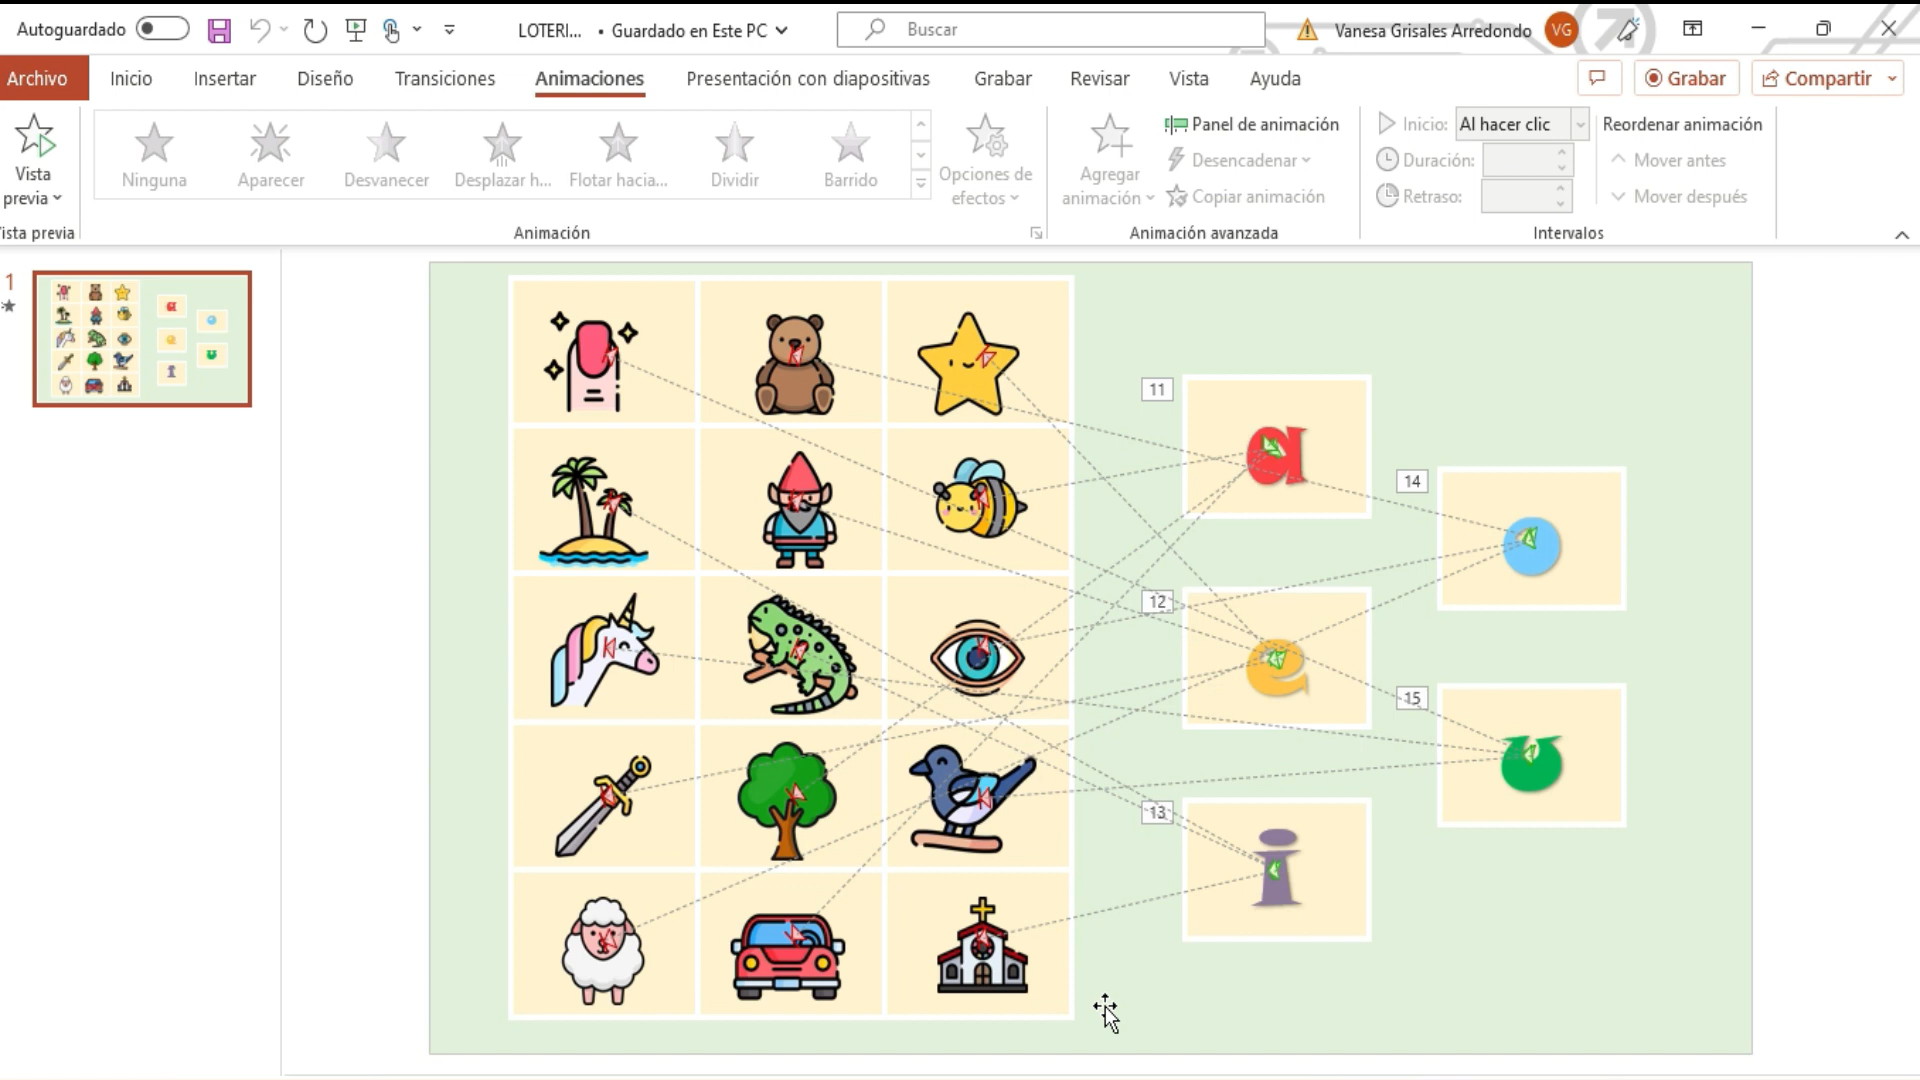 Autoguardado
LOTERI... • Guardado en Este PC
Buscar
Vanesa Grisales Arredondo
VG
Archivo
Inicio
Insertar
Diseño
Transiciones
Animaciones
Presentación con diapositivas
Grabar
Revisar
Vista
Ayuda
Grabar
Compartir
Vista
previa
Ninguna
Aparecer
Desvanecer
Desplazar h...
Flotar hacia...
Dividir
Barrido
Opciones de
efectos
Agregar
animación
Panel de animación
Desencadenar
Copiar animación
Inicio: Al hacer clic
Duración:
Retraso:
Reordenar animación
Mover antes
Mover después
ista previa
Animación
Animación avanzada
Intervalos
1
11
a
14
o
12
e
15
u
13
i